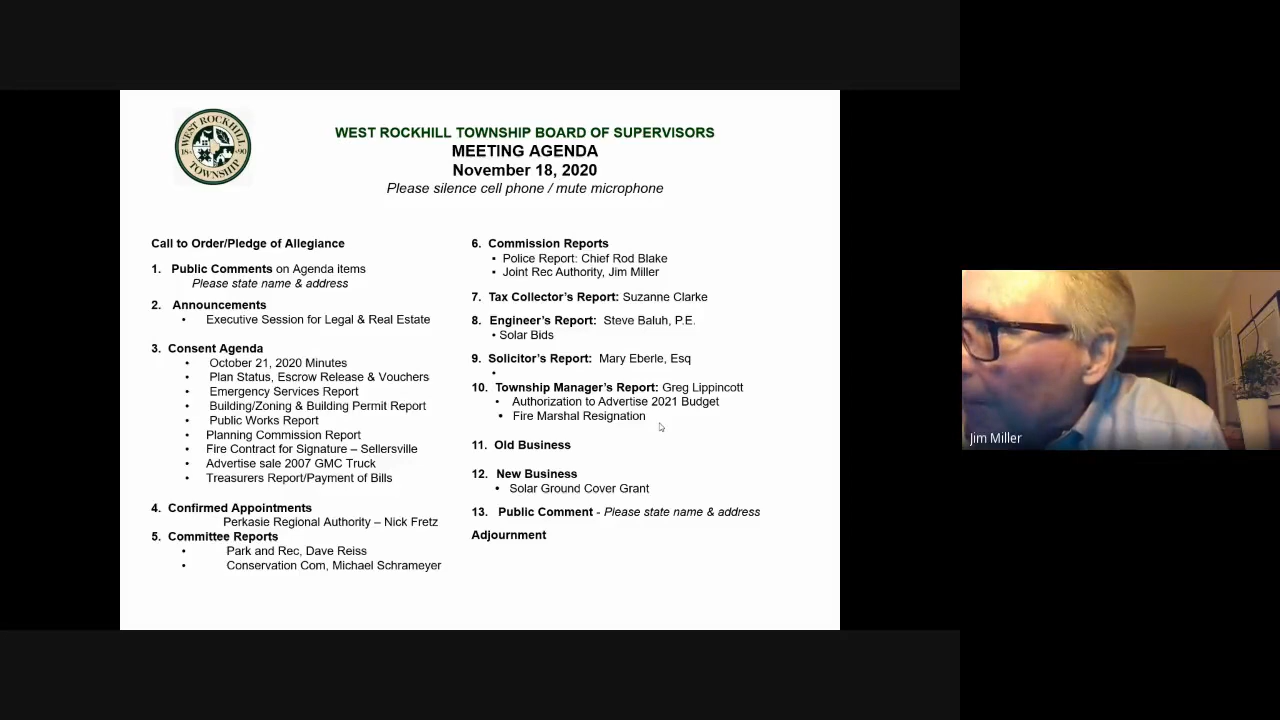 WEST ROCKHILL
18 90
TOWNSHIP
WEST ROCKHILL TOWNSHIP BOARD OF SUPERVISORS
MEETING AGENDA
November 18, 2020
Please silence cell phone / mute microphone
Call to Order/Pledge of Allegiance
1. Public Comments on Agenda items
Please state name & address
2. Announcements
• Executive Session for Legal & Real Estate
3. Consent Agenda
• October 21, 2020 Minutes
• Plan Status, Escrow Release & Vouchers
• Emergency Services Report
• Building/Zoning & Building Permit Report
• Public Works Report
• Planning Commission Report
• Fire Contract for Signature – Sellersville
• Advertise sale 2007 GMC Truck
• Treasurers Report/Payment of Bills
4. Confirmed Appointments
Perkasie Regional Authority – Nick Fretz
5. Committee Reports
• Park and Rec, Dave Reiss
• Conservation Com, Michael Schrameyer
6. Commission Reports
• Police Report: Chief Rod Blake
• Joint Rec Authority, Jim Miller
7. Tax Collector's Report: Suzanne Clarke
8. Engineer's Report: Steve Baluh, P.E.
• Solar Bids
9. Solicitor's Report: Mary Eberle, Esq
•
10. Township Manager's Report: Greg Lippincott
• Authorization to Advertise 2021 Budget
• Fire Marshal Resignation
11. Old Business
12. New Business
• Solar Ground Cover Grant
13. Public Comment - Please state name & address
Adjournment
Jim Miller